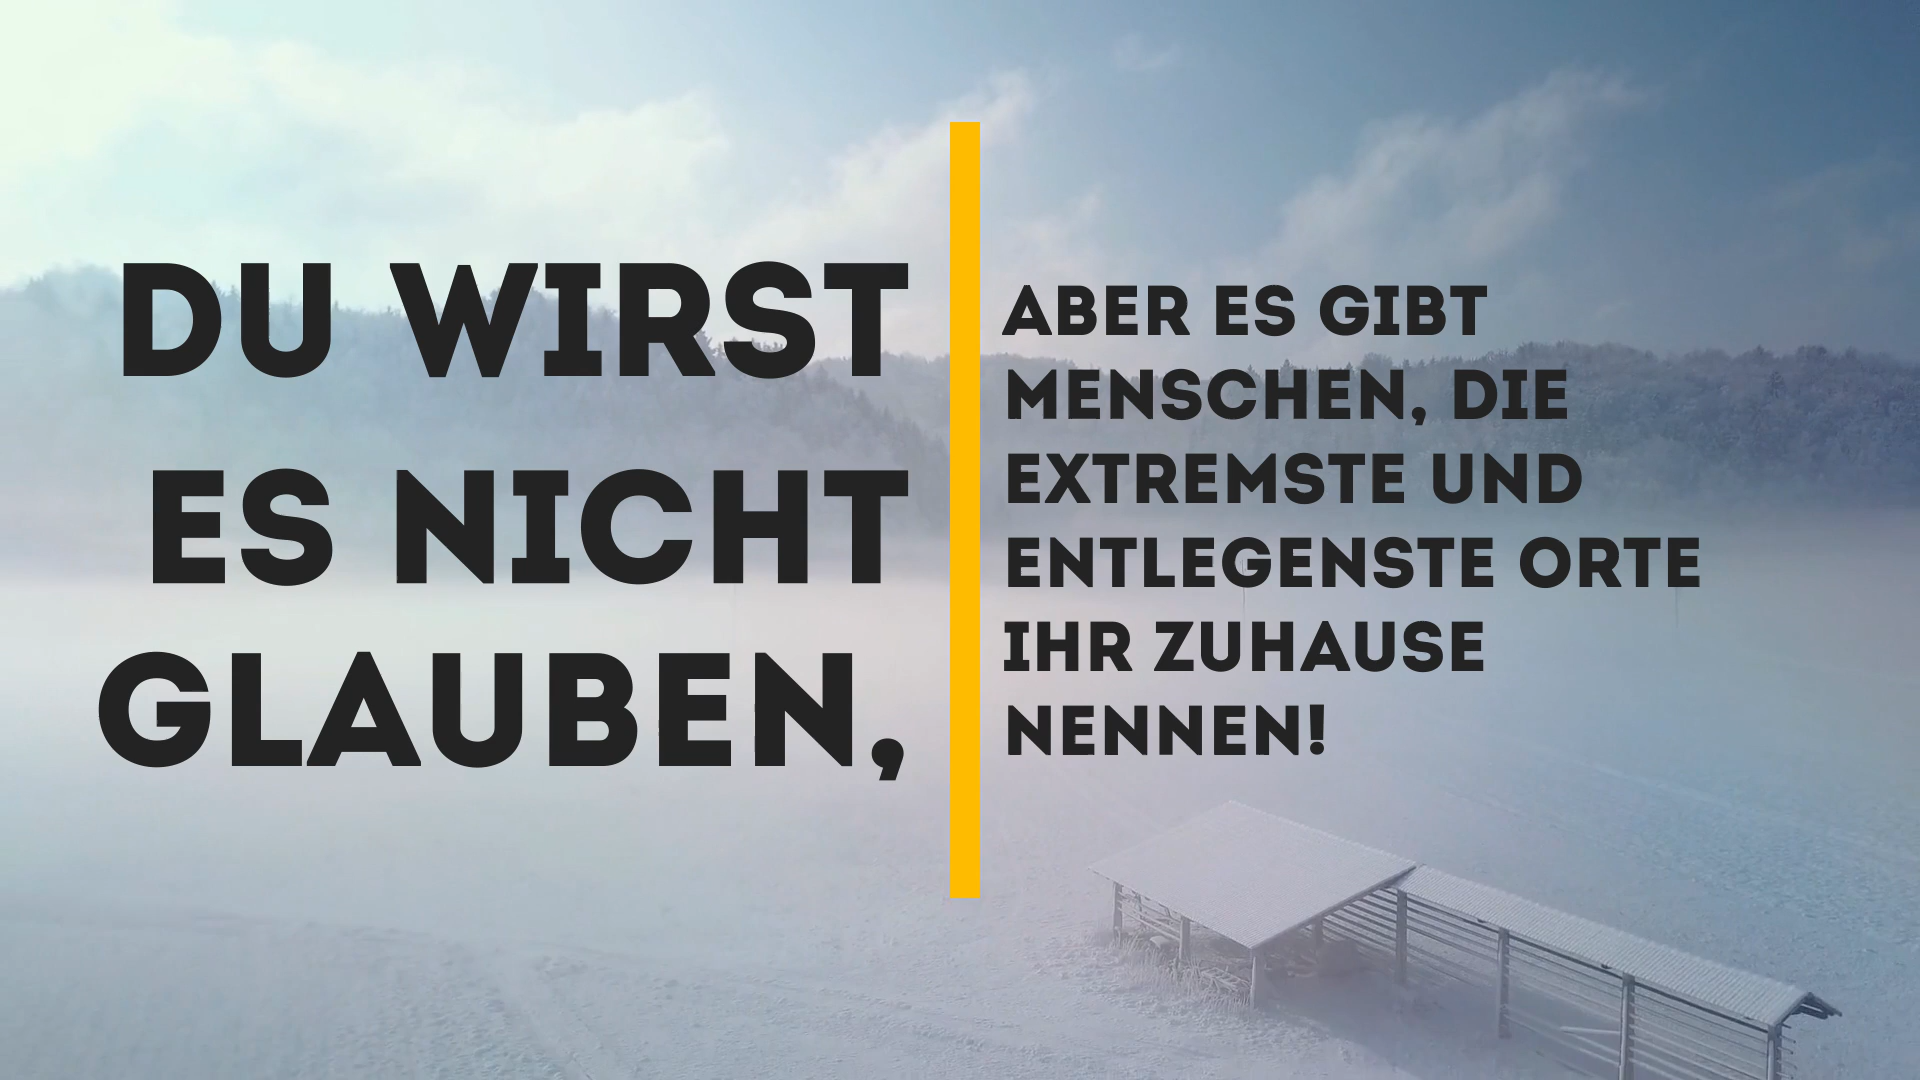 DU WIRST
ES NICHT
GLAUBEN,
ABER ES GIBT
MENSCHEN, DIE
EXTREMSTE UND
ENTLEGENSTE ORTE
IHR ZUHAUSE
NENNEN!